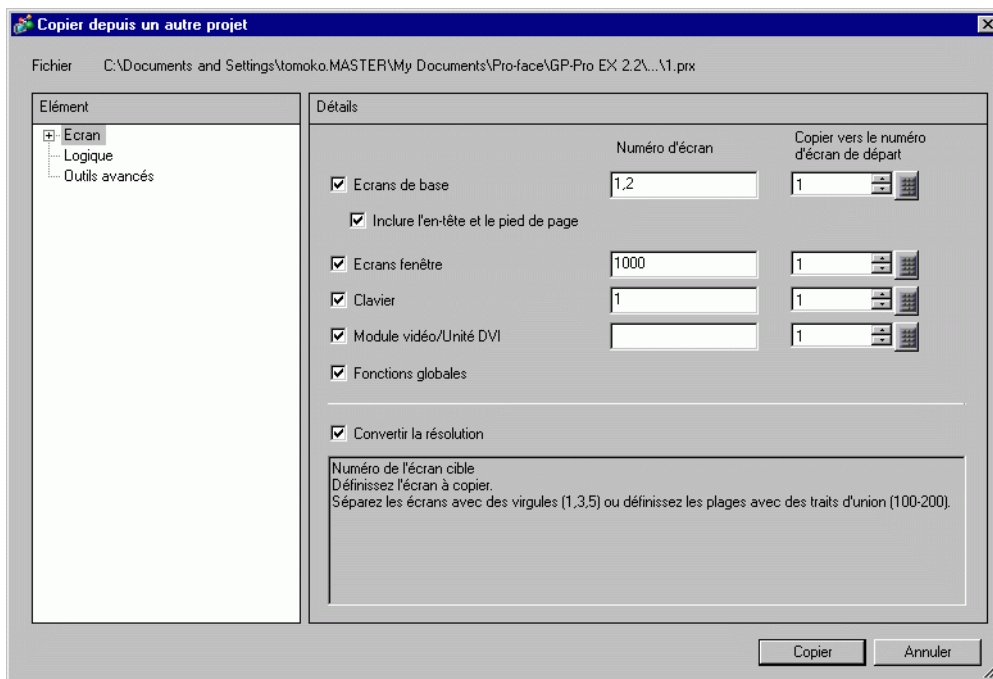 Copier depuis un autre projet
Fichier C:\Documents and Settings\tomoko.MASTER\My Documents\Pro-face\GP-Pro EX 2.2\...\1.prx
Elément
Ecran
Logique
Outils avancés
Détails
Numéro d'écran
Copier vers le numéro
d'écran de départ
Ecrans de base 1,2 1
Inclure l'en-tête et le pied de page
Ecrans fenêtre 1000 1
Clavier 1 1
Module vidéo/Unité DVI 1
Fonctions globales
Convertir la résolution
Numéro de l'écran cible
Définissez l'écran à copier.
Séparez les écrans avec des virgules (1,3,5) ou définissez les plages avec des traits d'union (100-200).
Copier Annuler